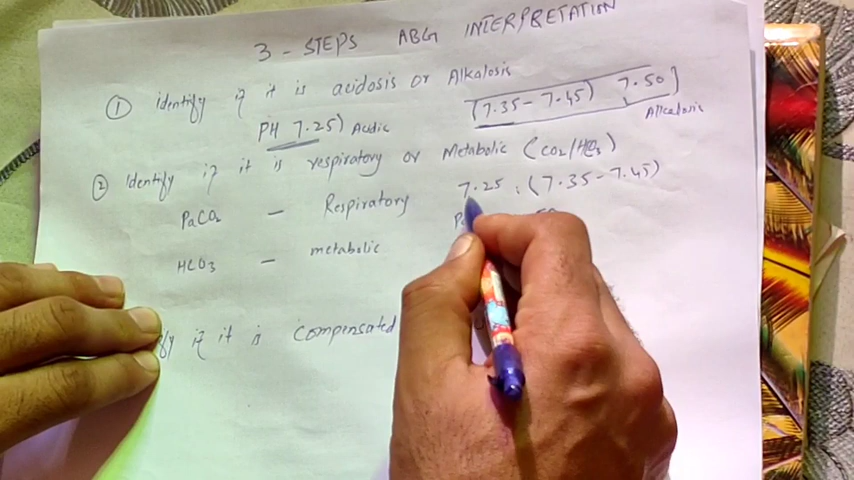 3 - STEPS ABG INTERPRETATION
① Identify if it is acidosis or Alkalosis
(7.35 - 7.45) 7.50)
PH 7.25) Acidic
Alkalosis
② Identify if it is respiratory or Metabolic (CO2/HCO3)
7.25 : (7.35 - 7.45)
PaCO2 - Respiratory
HCO3 - metabolic
if it is compensated